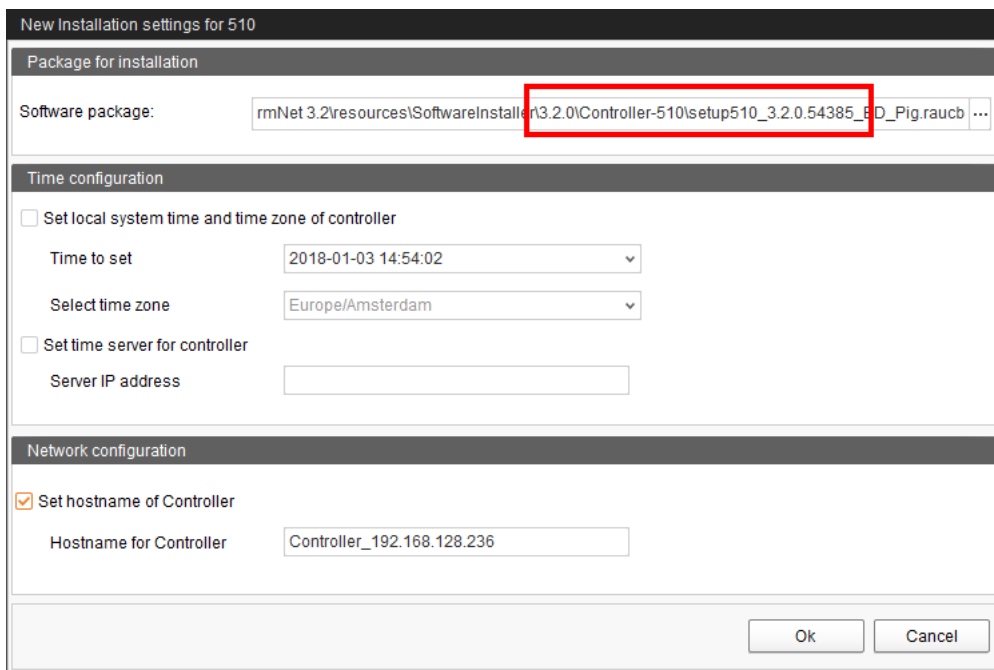 New Installation settings for 510
Package for installation
Software package: rmNet 3.2\resources\SoftwareInstaller\3.2.0\Controller-510\setup510_3.2.0.54385_BD_Pig.raucb ...
Time configuration
Set local system time and time zone of controller
Time to set 2018-01-03 14:54:02
Select time zone Europe/Amsterdam
Set time server for controller
Server IP address
Network configuration
Set hostname of Controller
Hostname for Controller Controller_192.168.128.236
Ok Cancel